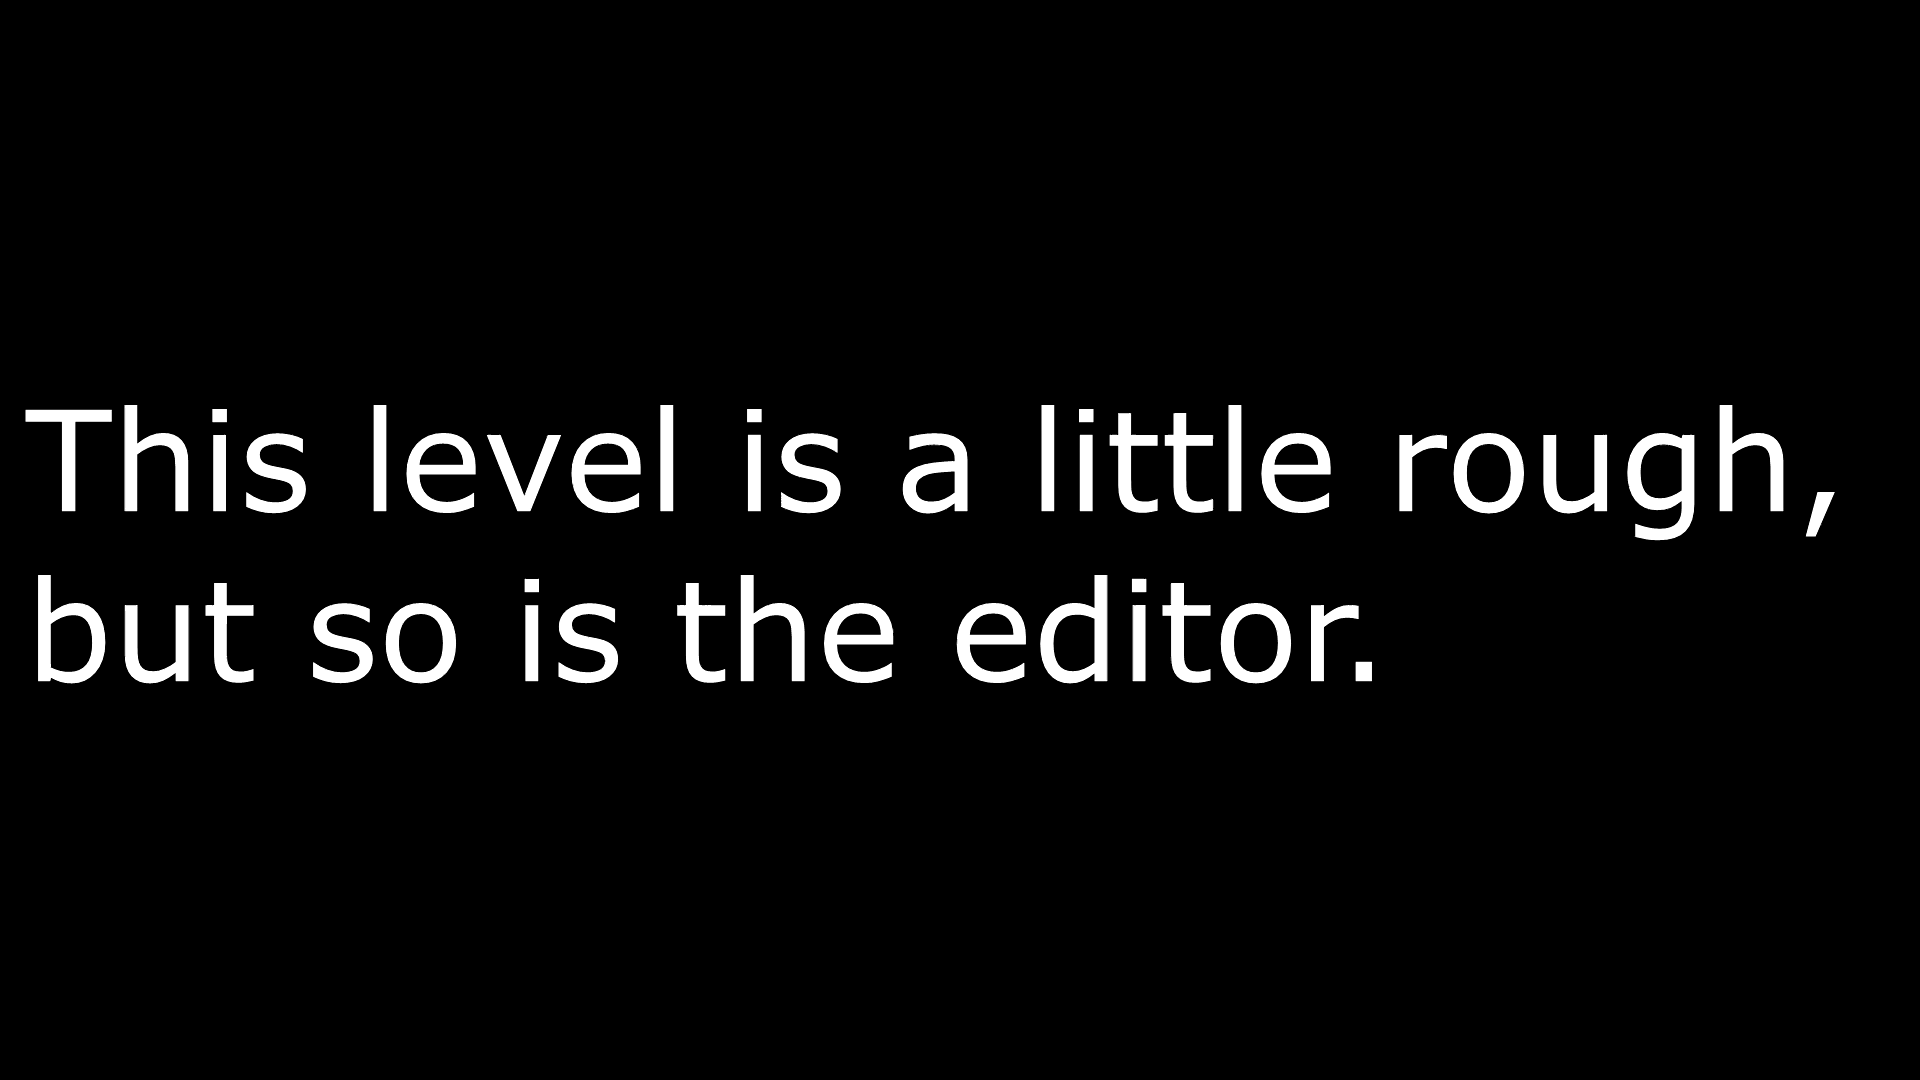 This level is a little rough,
but so is the editor.